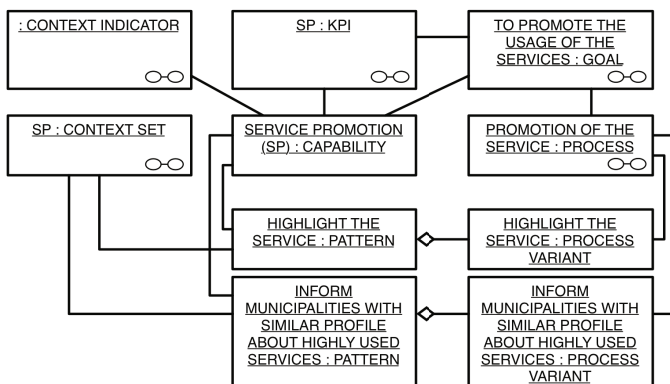 : CONTEXT INDICATOR
SP : KPI
TO PROMOTE THE
USAGE OF THE
SERVICES : GOAL
SP : CONTEXT SET
SERVICE PROMOTION
(SP) : CAPABILITY
PROMOTION OF THE
SERVICE : PROCESS
HIGHLIGHT THE
SERVICE : PATTERN
HIGHLIGHT THE
SERVICE : PROCESS
VARIANT
INFORM
MUNICIPALITIES WITH
SIMILAR PROFILE
ABOUT HIGHLY USED
SERVICES : PATTERN
INFORM
MUNICIPALITIES WITH
SIMILAR PROFILE
ABOUT HIGHLY USED
SERVICES : PROCESS
VARIANT